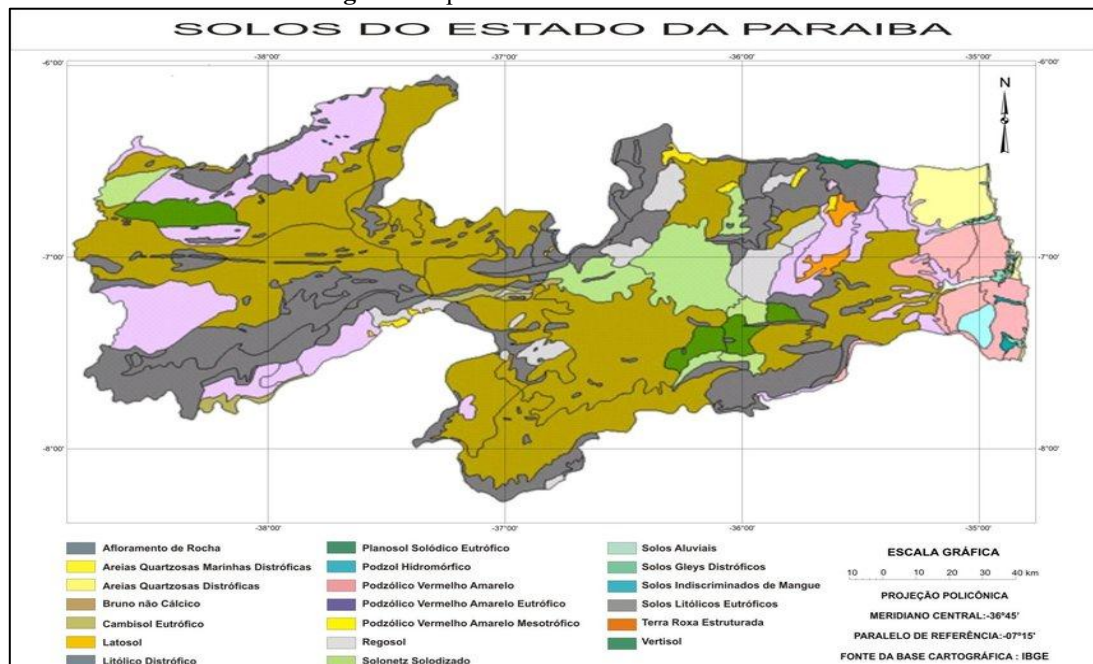 SOLOS DO ESTADO DA PARAIBA
-38°00' -37°00' -36°00' -35°00'
-6°00' -6°00'
N
-7°00' -7°00'
-8°00' -8°00'
-38°00' -37°00' -36°00' -35°00'
Afloramento de Rocha
Areias Quartzosas Marinhas Distróficas
Areias Quartzosas Distróficas
Bruno não Cálcico
Cambisol Eutrófico
Latosol
Litólico Distrófico
Planosol Solódico Eutrófico
Podzol Hidromórfico
Podzólico Vermelho Amarelo
Podzólico Vermelho Amarelo Eutrófico
Podzólico Vermelho Amarelo Mesotrófico
Regosol
Solonetz Solodizado
Solos Aluviais
Solos Gleys Distróficos
Solos Indiscriminados de Mangue
Solos Litólicos Eutróficos
Terra Roxa Estruturada
Vertisol
ESCALA GRÁFICA
10 0 10 20 30 40 km
PROJEÇÃO POLICÔNICA
MERIDIANO CENTRAL:-36º45'
PARALELO DE REFERÊNCIA:-07º15'
FONTE DA BASE CARTOGRÁFICA : IBGE